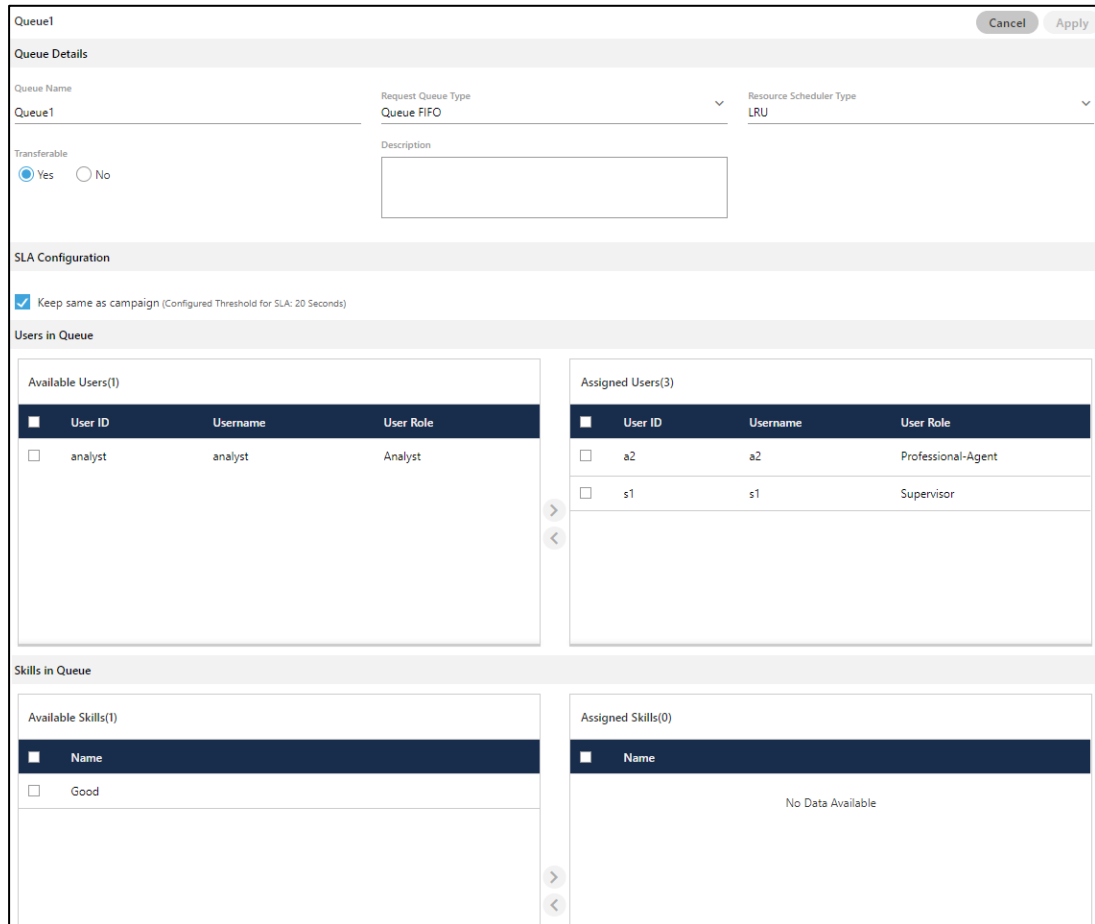 Queue1
Cancel
Apply
Queue Details
Queue Name
Queue1
Request Queue Type
Queue FIFO
Resource Scheduler Type
LRU
Transferable
Yes
No
Description
SLA Configuration
Keep same as campaign (Configured Threshold for SLA: 20 Seconds)
Users in Queue
Available Users(1)
User ID Username User Role
analyst analyst Analyst
Assigned Users(3)
User ID Username User Role
a2 a2 Professional-Agent
s1 s1 Supervisor
Skills in Queue
Available Skills(1)
Name
Good
Assigned Skills(0)
Name
No Data Available